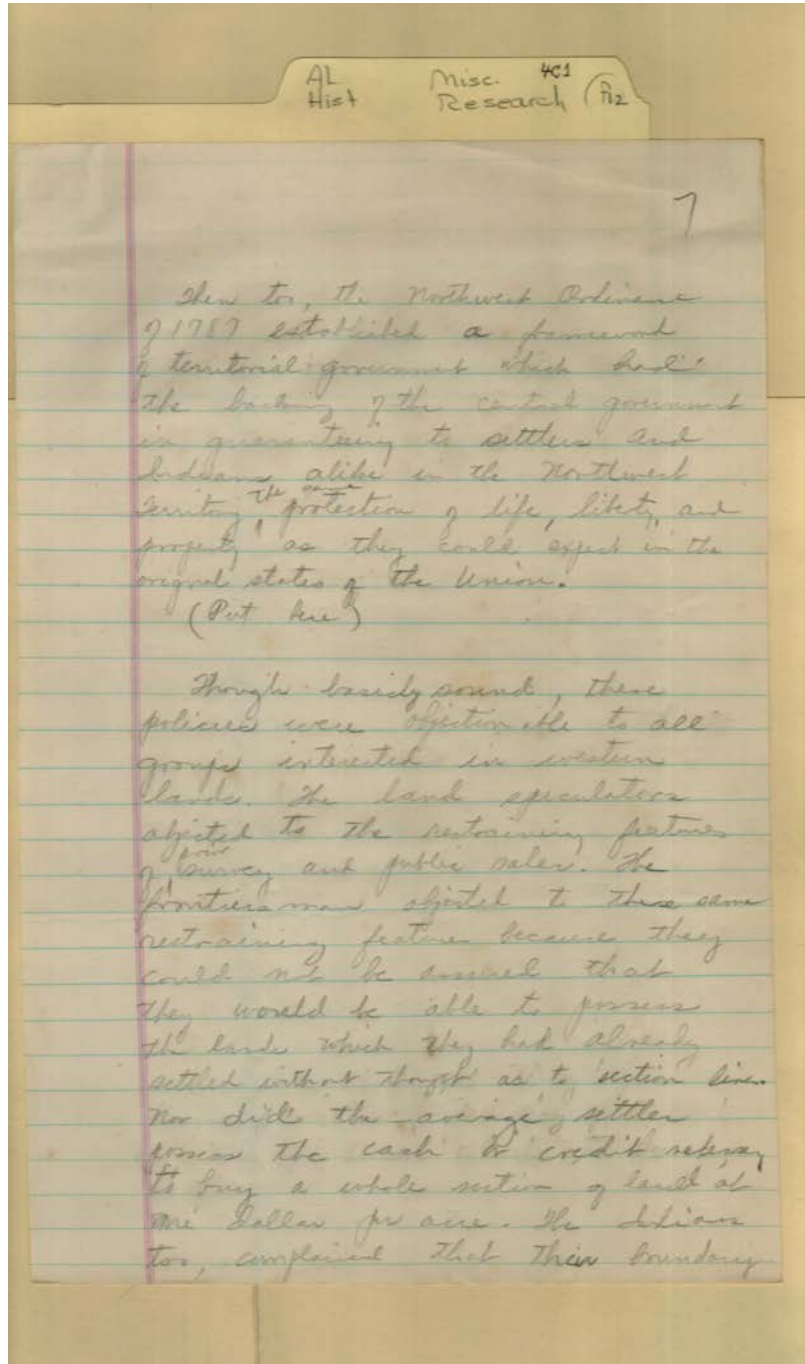 AL Misc. 4C1
Hist Research F12
7
Then too, the Northwest Ordinance
of 1787 established a framework
of territorial government which had
the backing of the central government
in guaranteeing to settlers and
Indians alike in the Northwest
Territory, the same protection of life, liberty, and
property as they could expect in the
original states of the Union.
(Put here)
Though basicly sound, these
policies were objectionable to all
groups interested in western
lands. The land speculators
objected to the restraining features
of prior survey and public sales. The
frontiersman objected to these same
restraining features because they
could not be assured that
they would be able to possess
the lands which they had already
settled without thought as to section lines.
Nor did the average settler
possess the cash or credit necessary
to buy a whole section of land at
one dollar per acre. The Indians
too, complained that their boundary